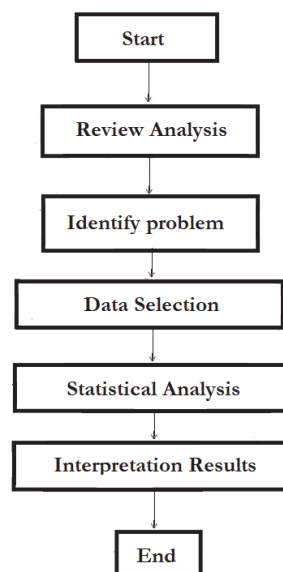 Start
Review Analysis
Identify problem
Data Selection
Statistical Analysis
Interpretation Results
End